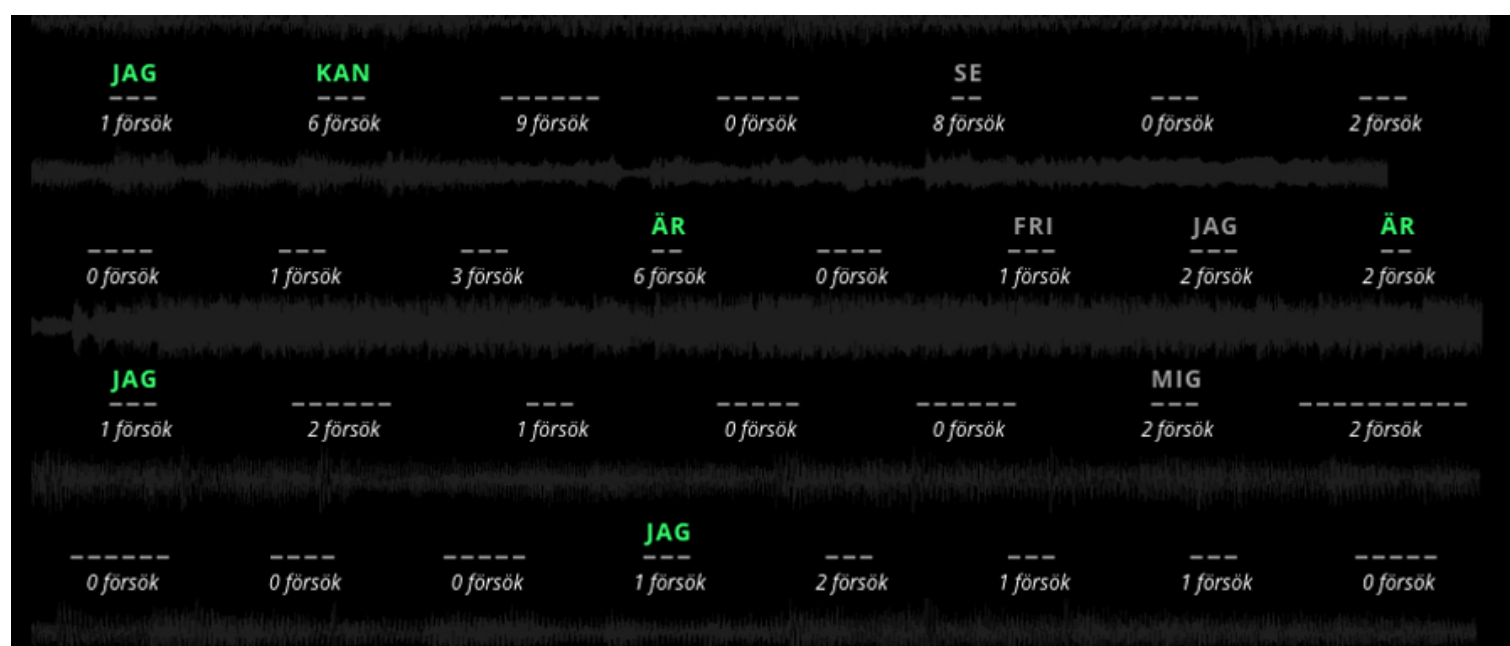 JAG KAN SE
--- --- ------ ----- -- --- ---
1 försök 6 försök 9 försök 0 försök 8 försök 0 försök 2 försök
ÄR FRI JAG ÄR
---- --- --- -- ---- --- --- --
0 försök 1 försök 3 försök 6 försök 0 försök 1 försök 2 försök 2 försök
JAG MIG
--- ------ --- ----- ------ --- ----------
1 försök 2 försök 1 försök 0 försök 0 försök 2 försök 2 försök
JAG
------ ---- ----- --- --- --- --- -----
0 försök 0 försök 0 försök 1 försök 2 försök 1 försök 1 försök 0 försök